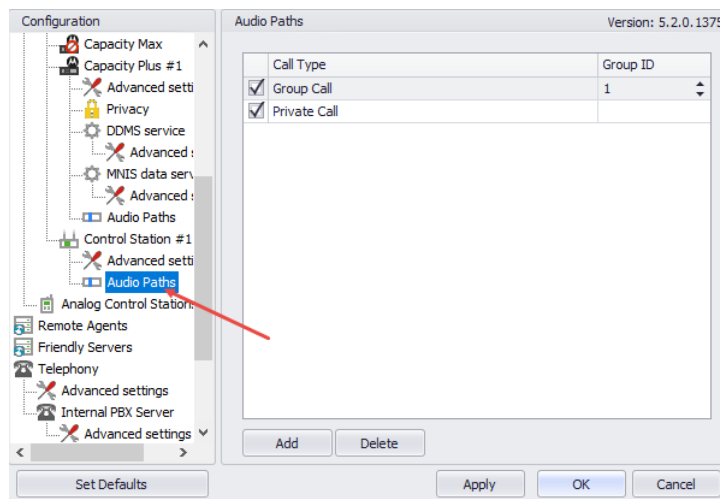 Configuration
Capacity Max
Capacity Plus #1
Advanced setti
Privacy
DDMS service
Advanced s
MNIS data serv
Advanced s
Audio Paths
Control Station #1
Advanced setti
Audio Paths
Analog Control Stations
Remote Agents
Friendly Servers
Telephony
Advanced settings
Internal PBX Server
Advanced settings
Set Defaults
Audio Paths Version: 5.2.0.1375
Call Type Group ID
Group Call 1
Private Call
Add Delete
Apply OK Cancel